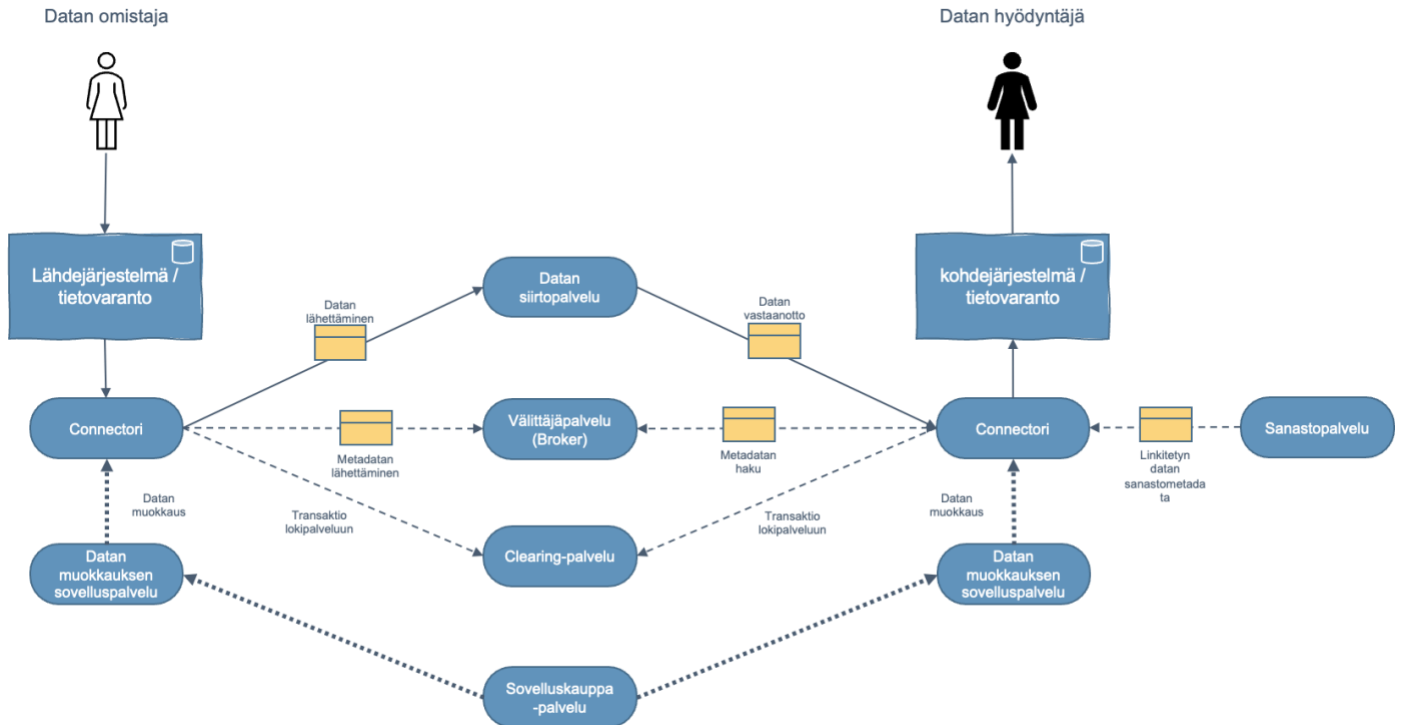 Datan omistaja
Datan hyödyntäjä
Lähdejärjestelmä /
tietovaranto
kohdejärjestelmä /
tietovaranto
Datan
siirtopalvelu
Datan
lähettäminen
Datan
vastaanotto
Connectori
Välittäjäpalvelu
(Broker)
Connectori
Sanastopalvelu
Metadatan
lähettäminen
Metadatan
haku
Linkitetyn
datan
sanastometada
ta
Datan
muokkaus
Transaktio
lokipalveluun
Transaktio
lokipalveluun
Datan
muokkaus
Datan
muokkauksen
sovelluspalvelu
Clearing-palvelu
Datan
muokkauksen
sovelluspalvelu
Sovelluskauppa
-palvelu